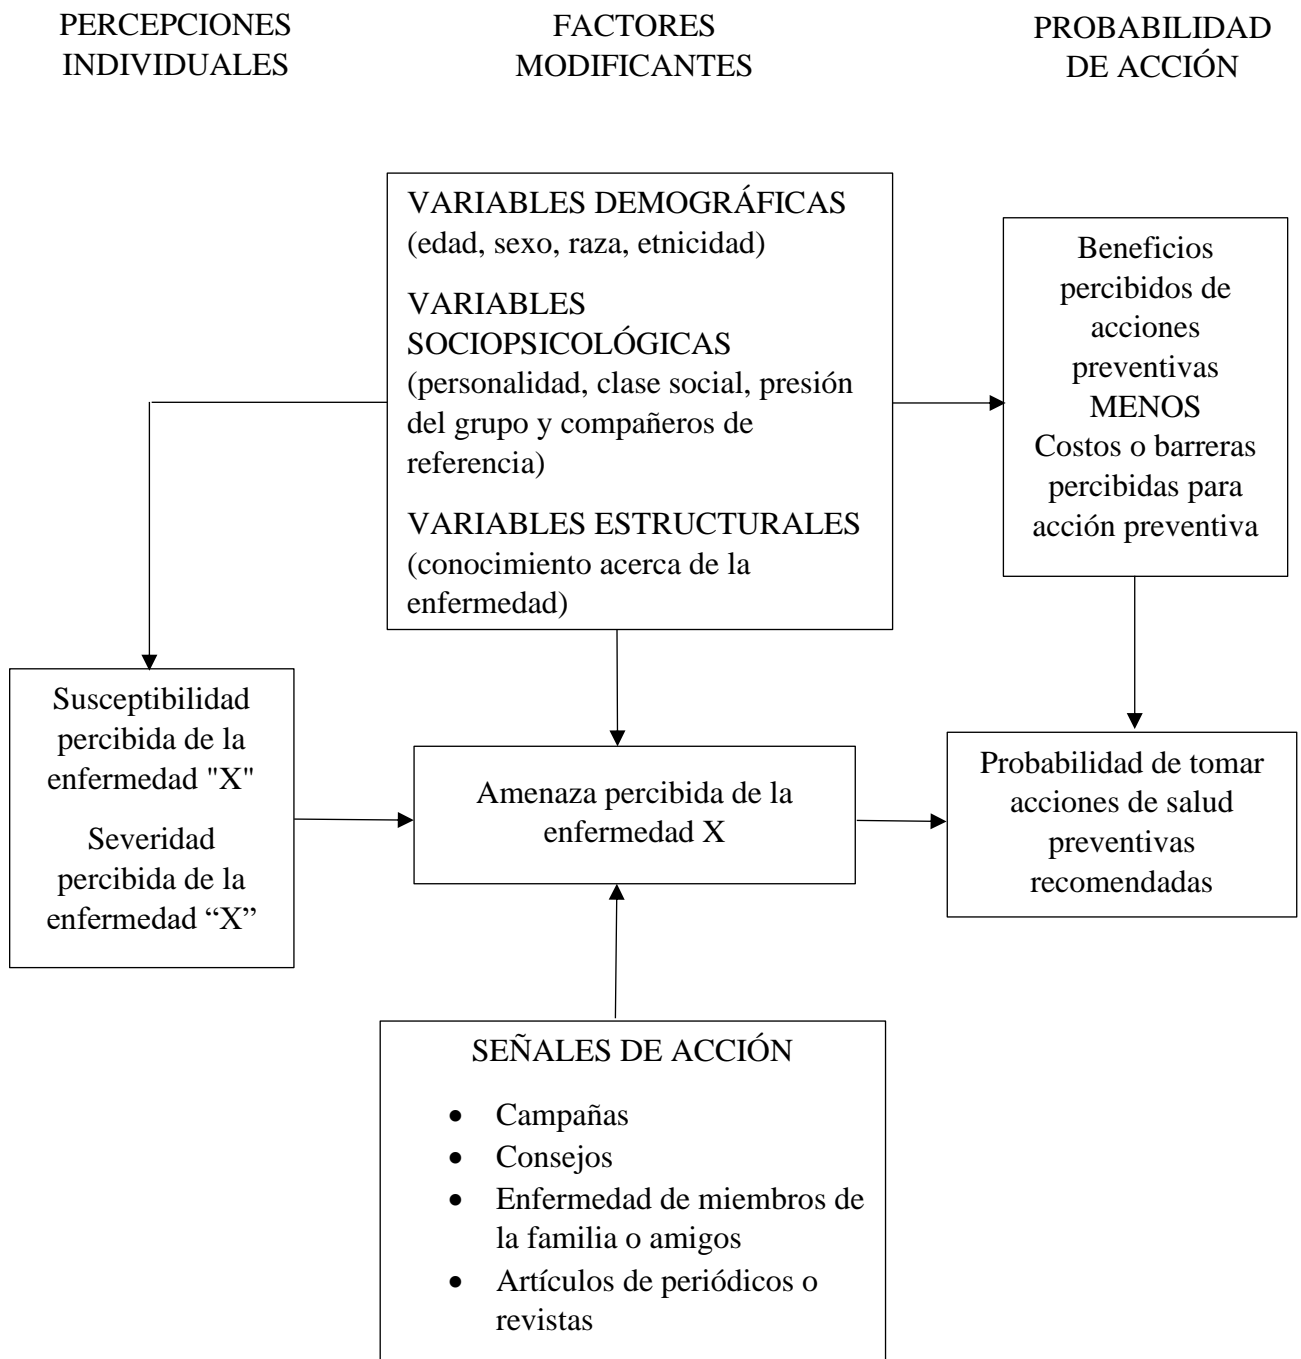 PERCEPCIONES
INDIVIDUALES
FACTORES
MODIFICANTES
PROBABILIDAD
DE ACCIÓN
VARIABLES DEMOGRÁFICAS
(edad, sexo, raza, etnicidad)
VARIABLES
SOCIOPSICOLÓGICAS
(personalidad, clase social, presión
del grupo y compañeros de
referencia)
VARIABLES ESTRUCTURALES
(conocimiento acerca de la
enfermedad)
Beneficios
percibidos de
acciones
preventivas
MENOS
Costos o barreras
percibidas para
acción preventiva
Susceptibilidad
percibida de la
enfermedad "X"
Severidad
percibida de la
enfermedad “X”
Amenaza percibida de la
enfermedad X
Probabilidad de tomar
acciones de salud
preventivas
recomendadas
SEÑALES DE ACCIÓN
• Campañas
• Consejos
• Enfermedad de miembros de
la familia o amigos
• Artículos de periódicos o
revistas